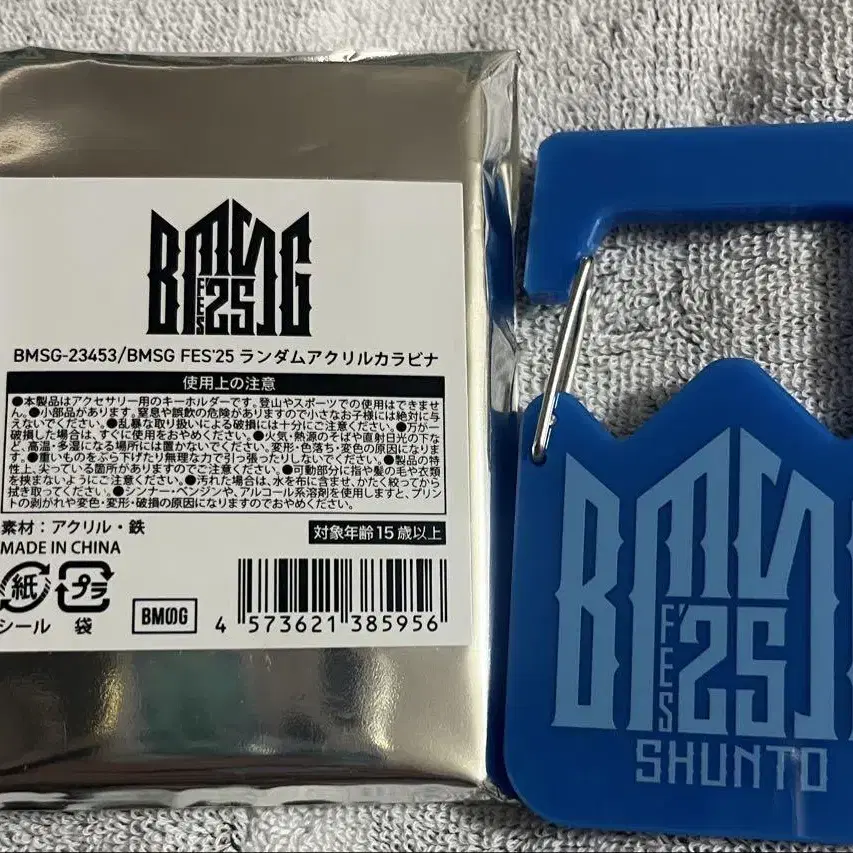 BMSG
FES'25
BMSG-23453/BMSG FES'25 ランダムアクリルカラビナ
使用上の注意
●本製品はアクセサリー用のキーホルダーです。登山やスポーツでの使用はできませ
ん。●小部品があります。窒息や誤飲の危険がありますので小さなお子様には絶対に与
えないでください。●乱暴な取り扱いによる破損には十分にご注意ください。●万が一
破損した場合は、すぐに使用をおやめください。●火気・熱源のそばや直射日光の下な
ど、高温・多湿になる場所には置かないでください。変形・色落ち・変色の原因になりま
す。●重いものをぶら下げたり無理な力で引っ張ったりしないでください。●製品の特
性上、尖っている箇所がありますのでご注意ください。●可動部分に指や髪の毛や衣類
を挟まないようにご注意ください。●汚れた場合は、水を布に含ませ、かたく絞ってから
拭き取ってください。●シンナー・ベンジンや、アルコール系溶剤を使用しますと、プリン
トの剥がれや変色・変形・破損の原因になりますのでおやめください。
素材：アクリル・鉄
対象年齢15歳以上
MADE IN CHINA
紙 プラ
シール 袋
BMSG
4 573621 385956
BMSG
FES'25
SHUNTO